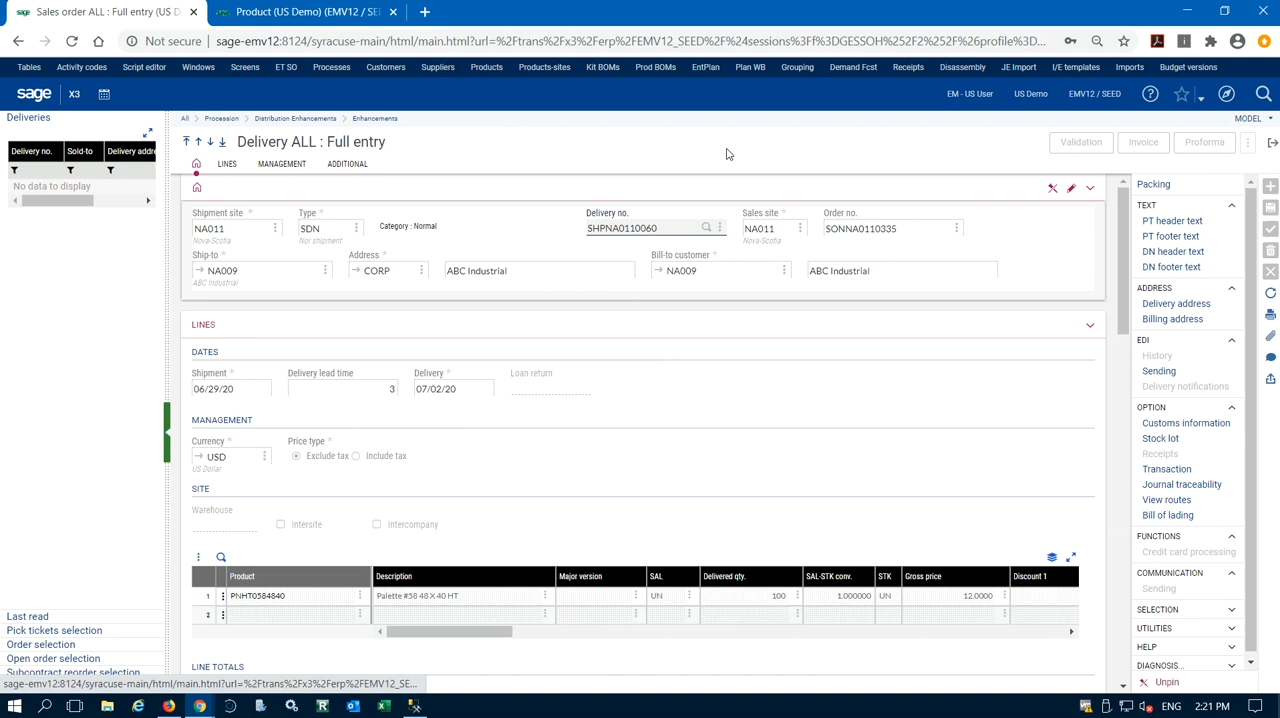 Sales order ALL : Full entry (US D
Product (US Demo) (EMV12 / SEED
Not secure | sage-emv12:8124/syracuse-main/html/main.html?url=%2Ftrans%2Fx3%2Ferp%2FEMV12_SEED%2F%24sessions%3Ff%3DGESSOH%252F2%252F%26profile%3D...
Tables Activity codes Script editor Windows Screens ET SO Processes Customers Suppliers Products Products-sites Kit BOMs Prod BOMs EntPlan Plan WB Grouping Demand Fcst Receipts Disassembly JE Import I/E templates Imports Budget versions
sage X3 EM - US User US Demo EMV12 / SEED
Deliveries
All Procession Distribution Enhancements Enhancements MODEL
Delivery ALL : Full entry
Validation Invoice Proforma
Delivery no. Sold-to Delivery addre
No data to display
LINES MANAGEMENT ADDITIONAL
Shipment site * Type * Category : Normal Delivery no. Sales site * Order no.
NA011 SDN SHPNA0110060 NA011 SONNA0110335
Nova-Scotia Nor shipment Nova-Scotia
Ship-to * Address * Bill-to customer *
NA009 CORP ABC Industrial NA009 ABC Industrial
ABC Industrial
LINES
DATES
Shipment * Delivery lead time Delivery * Loan return
06/29/20 3 07/02/20
MANAGEMENT
Currency * Price type *
USD Exclude tax Include tax
US Dollar
SITE
Warehouse
Intersite Intercompany
Product Description Major version SAL Delivered qty. SAL-STK conv. STK Gross price Discount 1
1 PNHT0584840 Palette #58 48 X 40 HT UN 100 1.000000 UN 12.0000
2
LINE TOTALS
Packing
TEXT
PT header text
PT footer text
DN header text
DN footer text
ADDRESS
Delivery address
Billing address
EDI
History
Sending
Delivery notifications
OPTION
Customs information
Stock lot
Receipts
Transaction
Journal traceability
View routes
Bill of lading
FUNCTIONS
Credit card processing
COMMUNICATION
Sending
SELECTION
UTILITIES
HELP
DIAGNOSIS...
Unpin
Last read
Pick tickets selection
Order selection
Open order selection
Subcontract reorder selection
sage-emv12:8124/syracuse-main/html/main.html?url=%2Ftrans%2Fx3%2Ferp%2FEMV12_SE...
ENG 2:21 PM